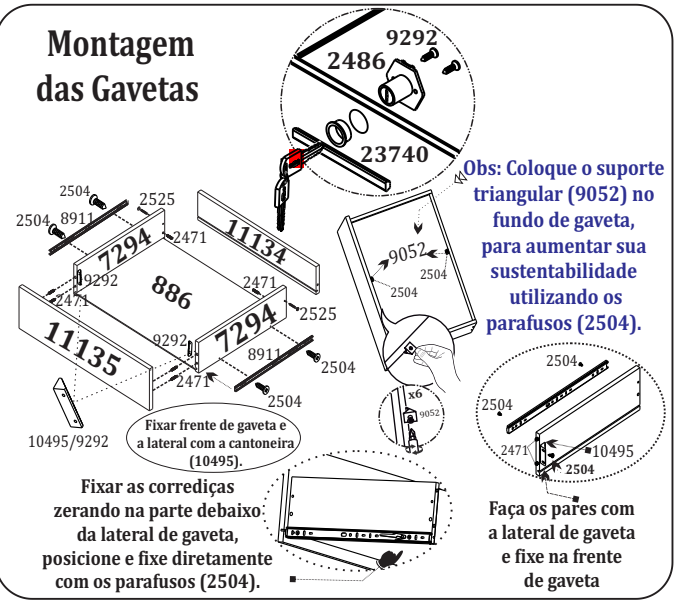 Montagem
das Gavetas
9292
2486
23740
Obs: Coloque o suporte
triangular (9052) no
fundo de gaveta,
para aumentar sua
sustentabilidade
utilizando os
parafusos (2504).
2504
2525
2504
8911
7294
2471
11134
9292
2471
886
2471
2525
9292
7294
11135
8911
2504
2471
2504
10495/9292
Fixar frente de gaveta e
a lateral com a cantoneira
(10495).
9052
2504
2504
x6
9052
2504
2504
2471
10495
2504
Fixar as corrediças
zerando na parte debaixo
da lateral de gaveta,
posicione e fixe diretamente
com os parafusos (2504).
Faça os pares com
a lateral de gaveta
e fixe na frente
de gaveta